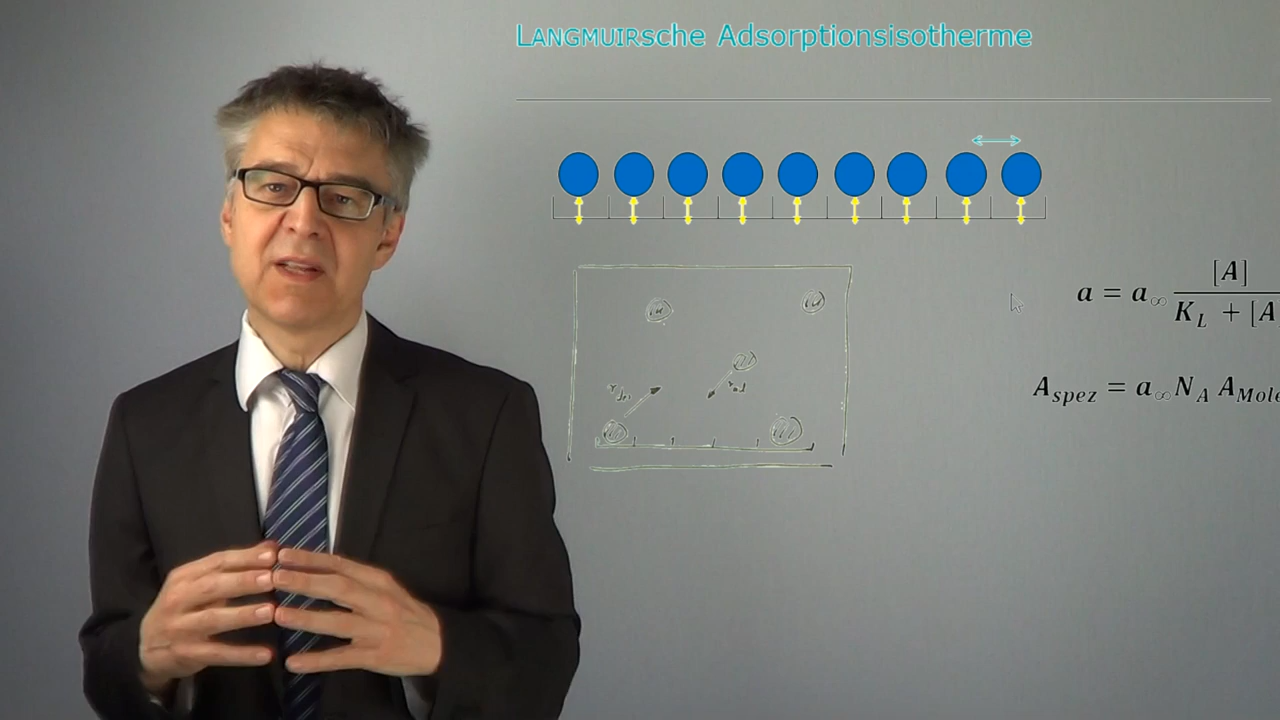 LANGMUIRsche Adsorptionsisotherme
a = a∞ [A] / K_L + [A
A_spez = a∞ N_A A_Mole